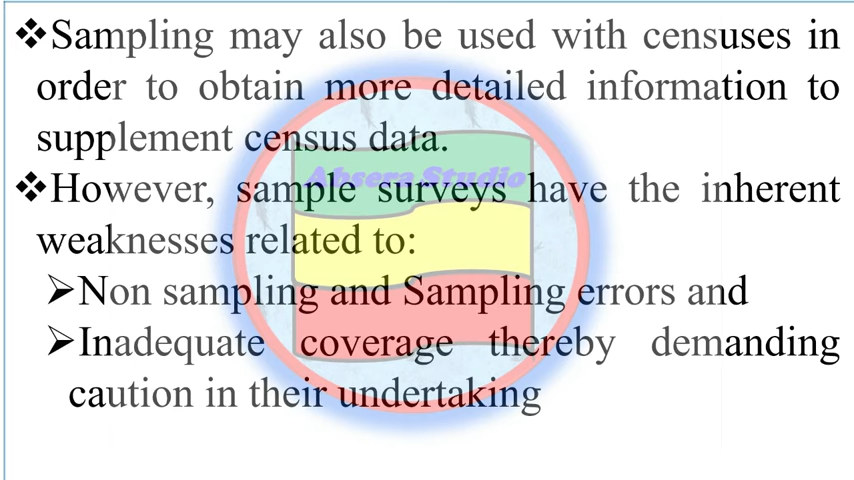 ❖Sampling may also be used with censuses in
order to obtain more detailed information to
supplement census data.
Absera Studio
❖However, sample surveys have the inherent
weaknesses related to:
➢Non sampling and Sampling errors and
➢Inadequate coverage thereby demanding
caution in their undertaking